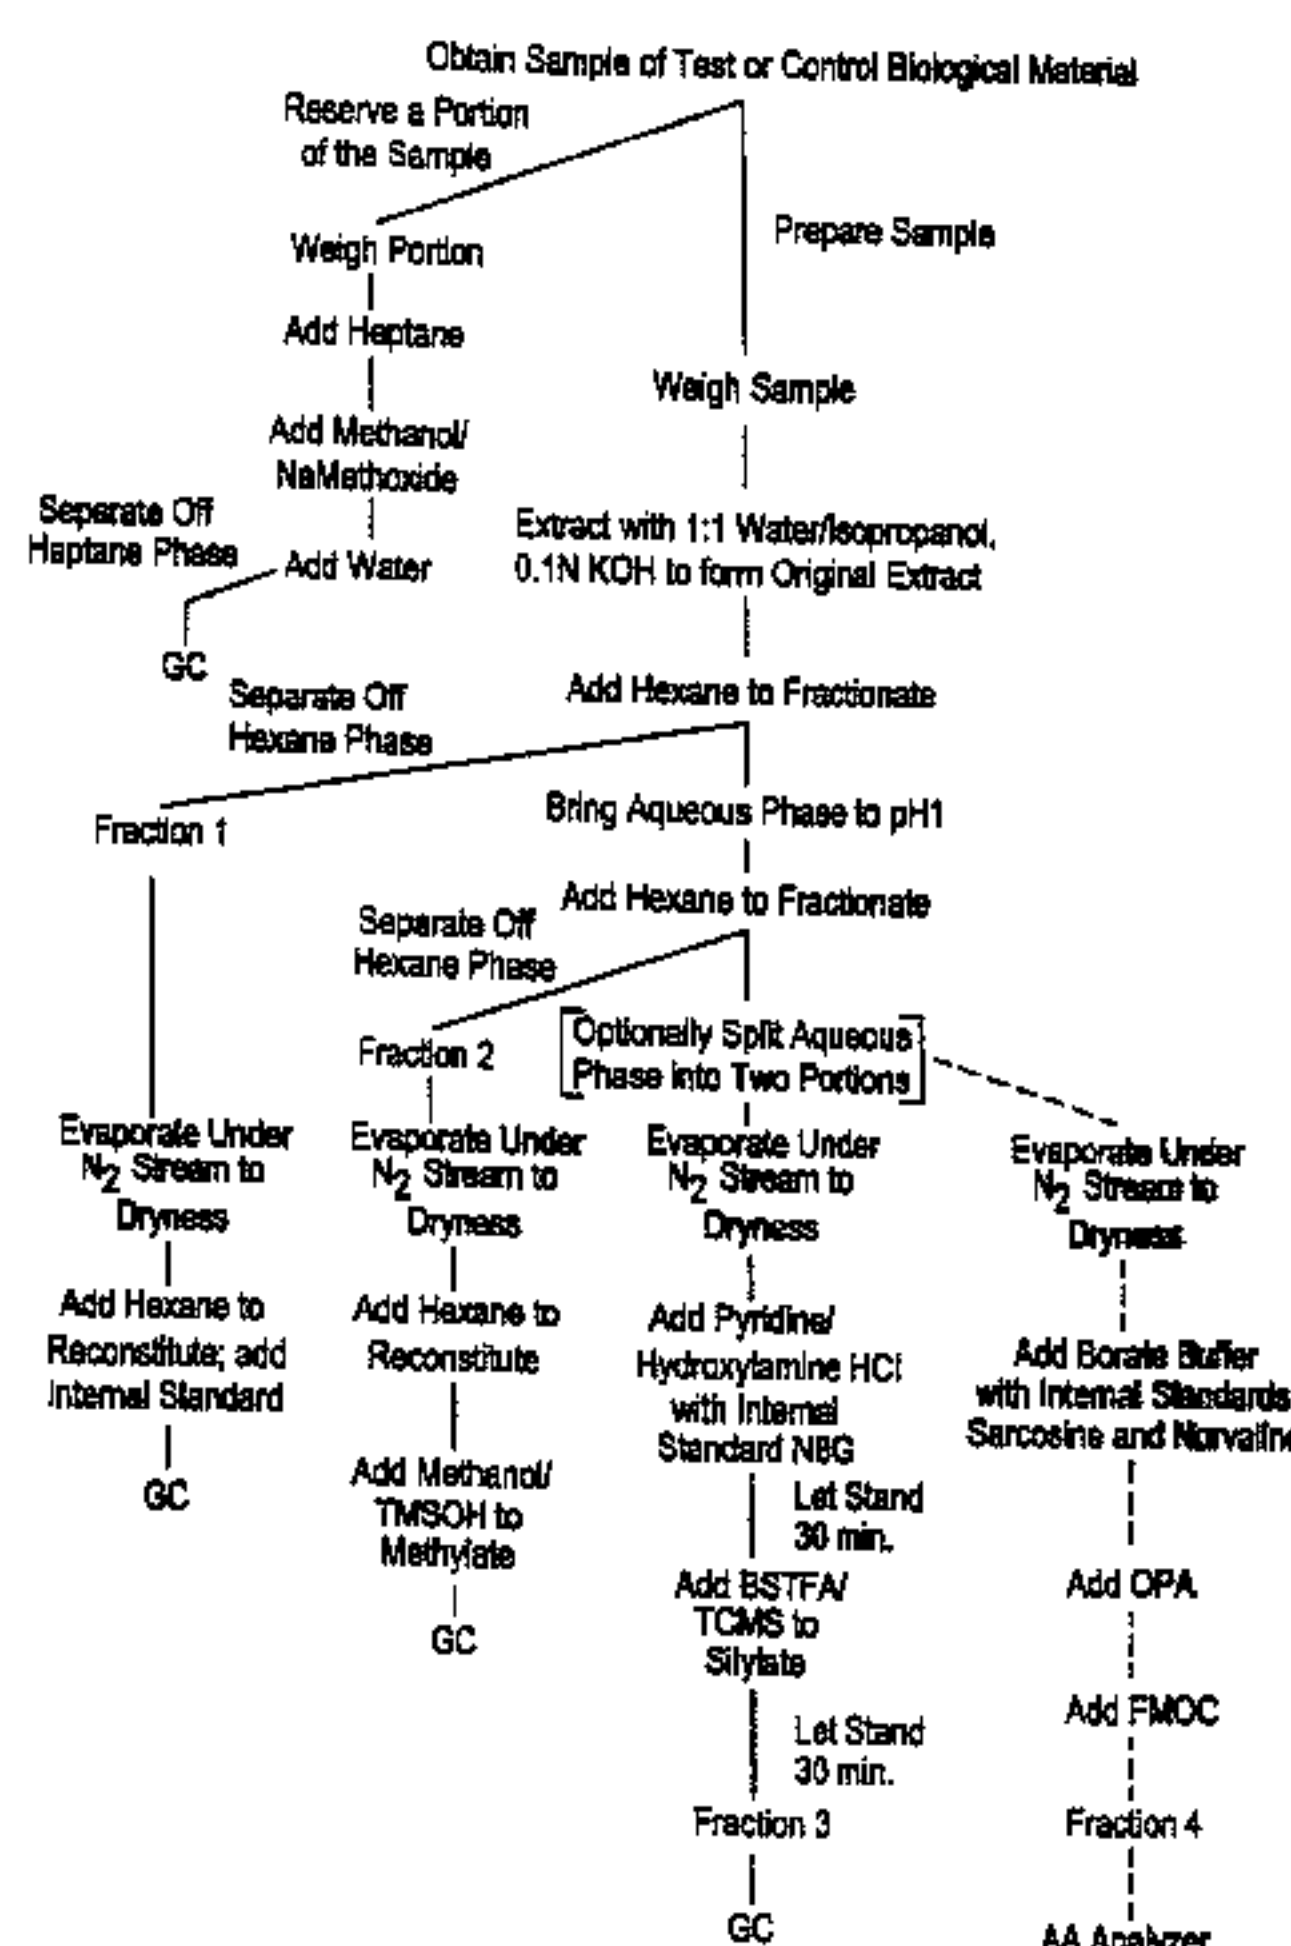 Obtain Sample of Test or Control Biological Material
Reserve a Portion
of the Sample
Prepare Sample
Weigh Portion
Add Heptane
Weigh Sample
Add Methanol/
NaMethoxide
Separate Off
Heptane Phase
Add Water
Extract with 1:1 Water/Isopropanol,
0.1N KOH to form Original Extract
GC
Separate Off
Hexane Phase
Add Hexane to Fractionate
Fraction 1
Bring Aqueous Phase to pH1
Add Hexane to Fractionate
Separate Off
Hexane Phase
Fraction 2
Optionally Split Aqueous
Phase into Two Portions
Evaporate Under
N2 Stream to
Dryness
Add Hexane to
Reconstitute; add
Internal Standard
GC
Evaporate Under
N2 Stream to
Dryness
Add Hexane to
Reconstitute
Add Methanol/
TMSOH to
Methylate
GC
Evaporate Under
N2 Stream to
Dryness
Add Pyridine/
Hydroxylamine HCl
with Internal
Standard N8G
Let Stand
30 min.
Add BSTFA/
TCMS to
Silylate
Let Stand
30 min.
Fraction 3
GC
Evaporate Under
N2 Stream to
Dryness
Add Borate Buffer
with Internal Standards
Sarcosine and Norvaline
Add OPA
Add FMOC
Fraction 4
AA Analyzer